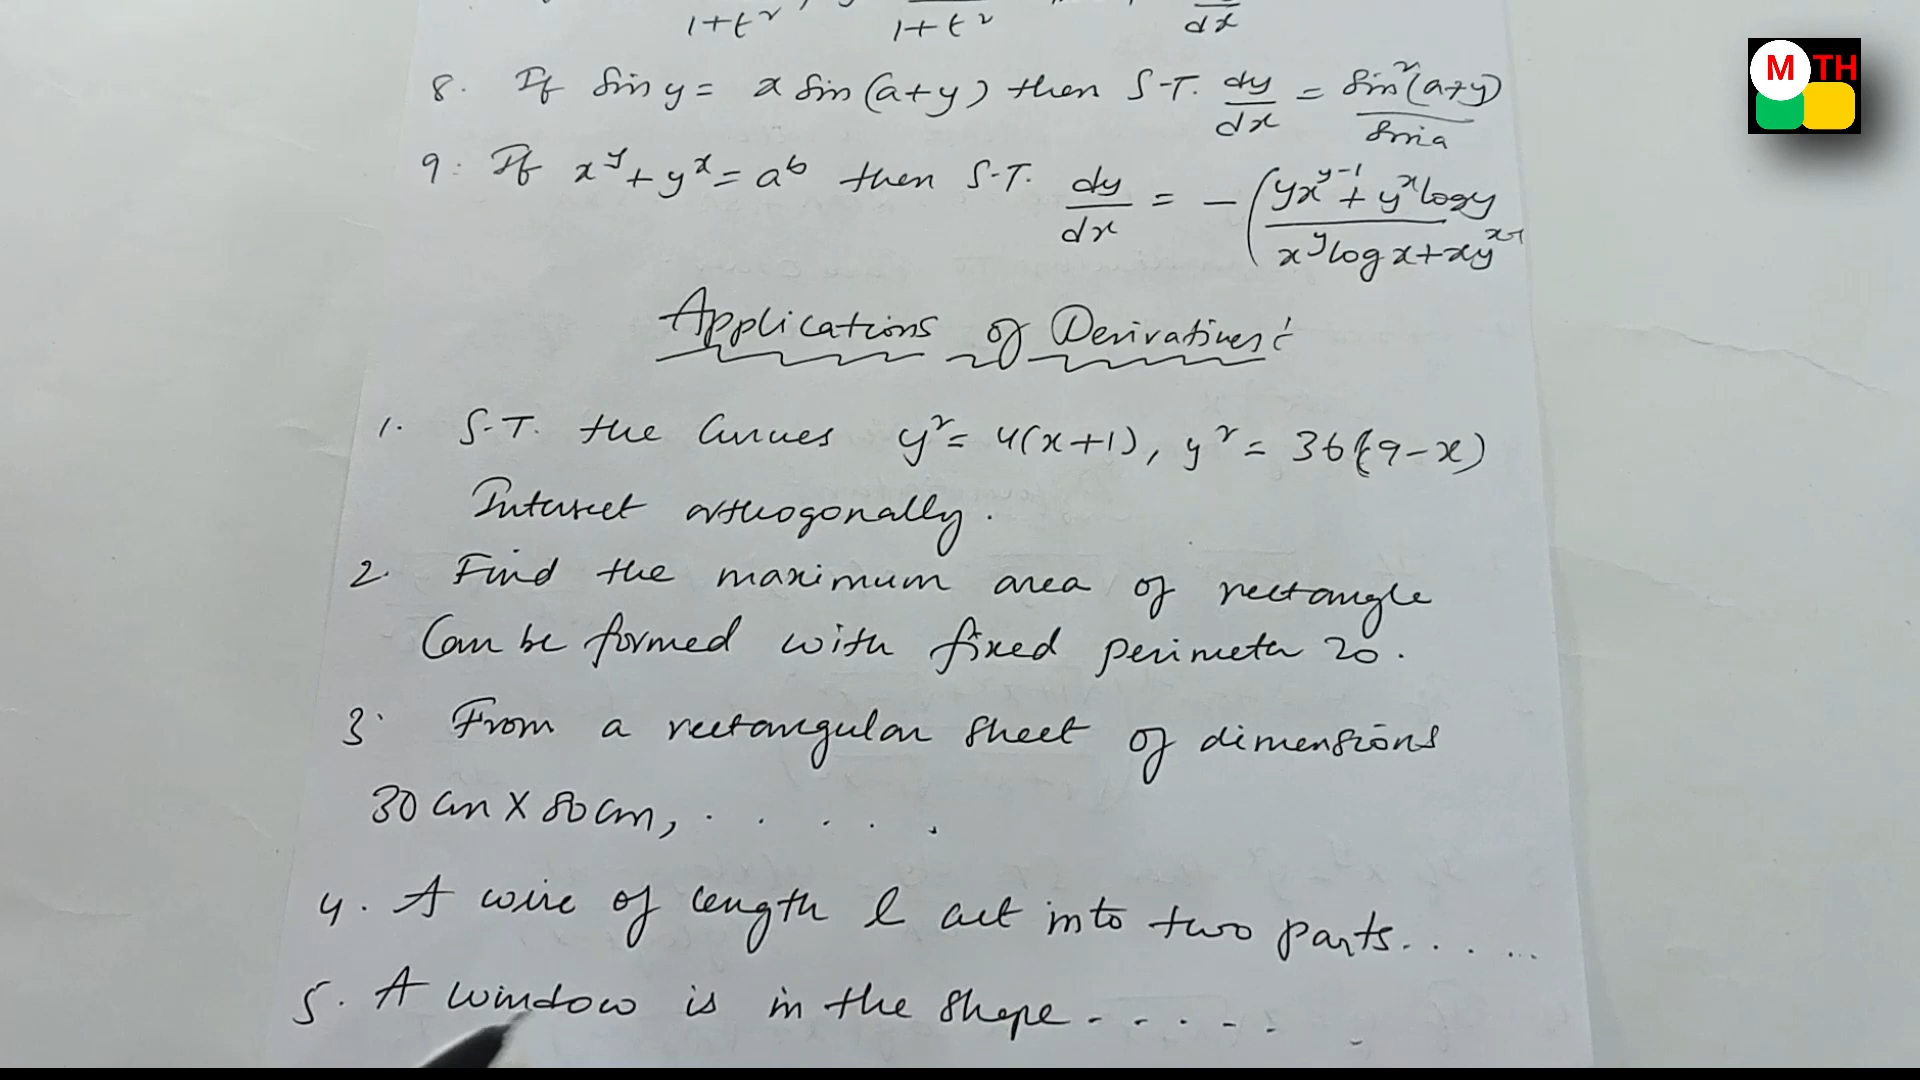 1+t² , 1+t² dx
8. If Sin y = x Sin(a+y) then S-T. dy/dx = Sin²(a+y)/Sin a
9. If x^y + y^x = a^b then S-T. dy/dx = -(yx^(y-1) + y^x log y / x^y log x + xy^(x-1)
Applications of Derivatives:
1. S.T. the Curves y² = 4(x+1), y² = 36(9-x)
Intersect orthogonally.
2. Find the maximum area of rectangle
Can be formed with fixed perimeter 20.
3. From a rectangular sheet of dimensions
30 cm X 80 cm, . . . . .
4. A wire of length l cut into two parts......
5. A window is in the shape......
M TH